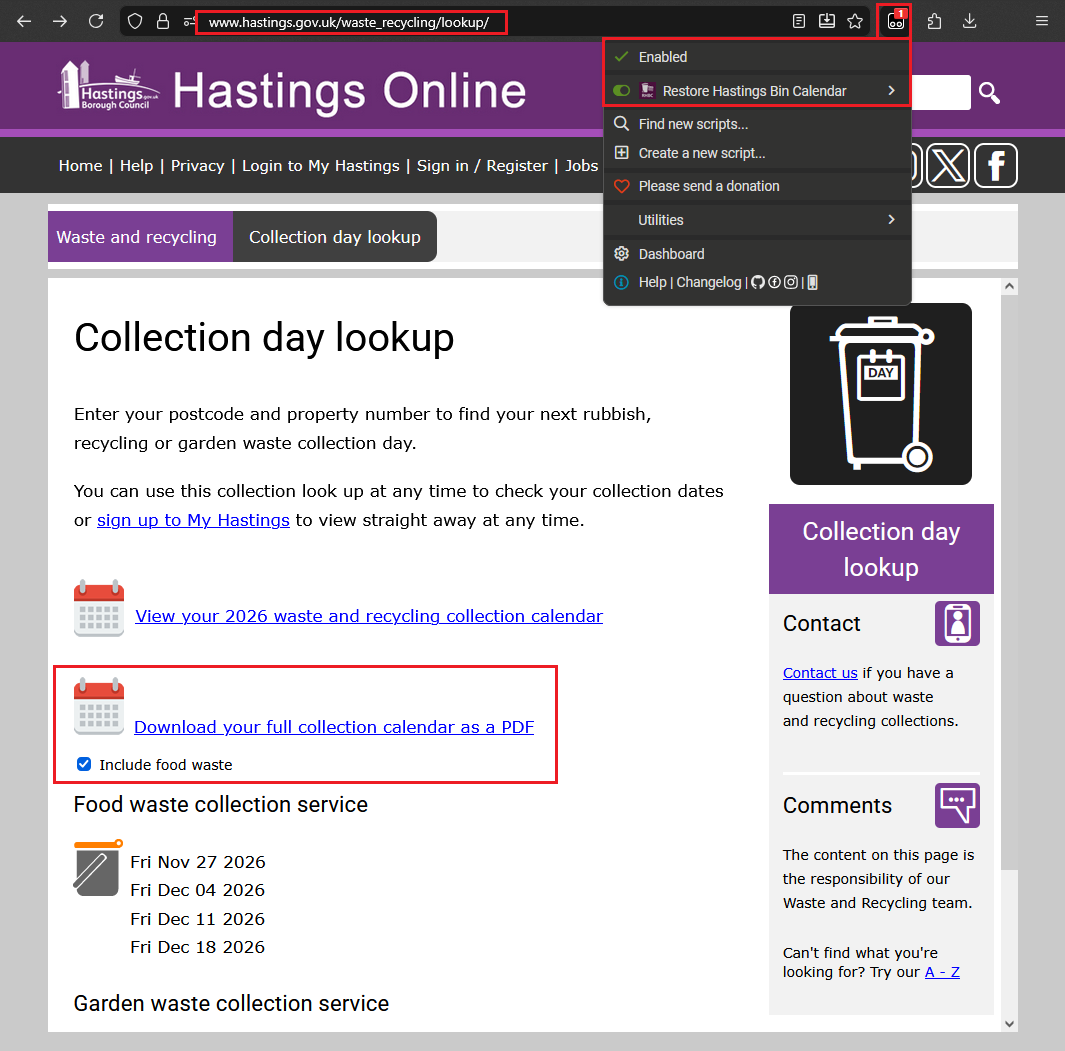 www.hastings.gov.uk/waste_recycling/lookup/
1
Enabled
Restore Hastings Bin Calendar
Find new scripts...
Create a new script...
Please send a donation
Utilities
Dashboard
Help | Changelog |
Hastings.gov.uk
Borough Council
Hastings Online
Home | Help | Privacy | Login to My Hastings | Sign in / Register | Jobs
Waste and recycling
Collection day lookup
Collection day lookup
Enter your postcode and property number to find your next rubbish,
recycling or garden waste collection day.
You can use this collection look up at any time to check your collection dates
or sign up to My Hastings to view straight away at any time.
View your 2026 waste and recycling collection calendar
Download your full collection calendar as a PDF
Include food waste
Food waste collection service
Fri Nov 27 2026
Fri Dec 04 2026
Fri Dec 11 2026
Fri Dec 18 2026
Garden waste collection service
DAY
Collection day
lookup
Contact
Contact us if you have a
question about waste
and recycling collections.
Comments
The content on this page is
the responsibility of our
Waste and Recycling team.
Can't find what you're
looking for? Try our A - Z